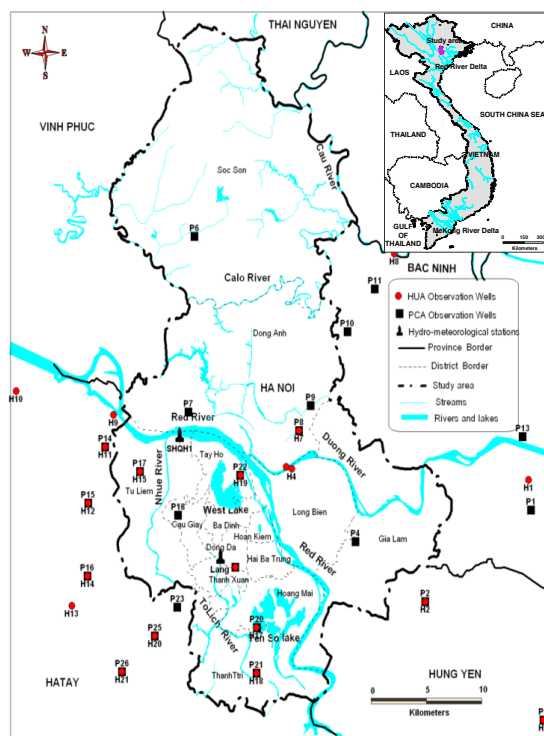 THAI NGUYEN
N
W E
S
VINH PHUC
Soc Son
Cau River
P6
Calo River
H8
BAC NINH
P11
P10
Dong Anh
HA NOI
CHINA
Study area
Red River Delta
LAOS
SOUTH CHINA SEA
THAILAND
VIETNAM
CAMBODIA
GULF
OF
THAILAND
MeKong River Delta
0 150 300
Kilometers
HUA Observation Wells
PCA Observation Wells
Hydro-meteorological stations
Province Border
District Border
Study area
Streams
Rivers and lakes
H10
H9
P7
Red River
P9
P8
H7
P14
H11
SHQH1
Duong River
P13
P17
H15
Tay Ho
P22
H19
H4
Tu Liem
Nhue River
H1
P15
H12
P18
West Lake
Cau Giay
Ba Dinh
Long Bien
P1
Hoan Kiem
Dong Da
Red River
P4
Gia Lam
Hai Ba Trung
Lang
Thanh Xuan
P16
H14
Hoang Mai
P2
H2
H13
P23
ToLich River
P20
H17
Yen So lake
P25
H20
P26
H21
ThanhTtri
P21
H18
HATAY
HUNG YEN
0 5 10
Kilometers
P
H